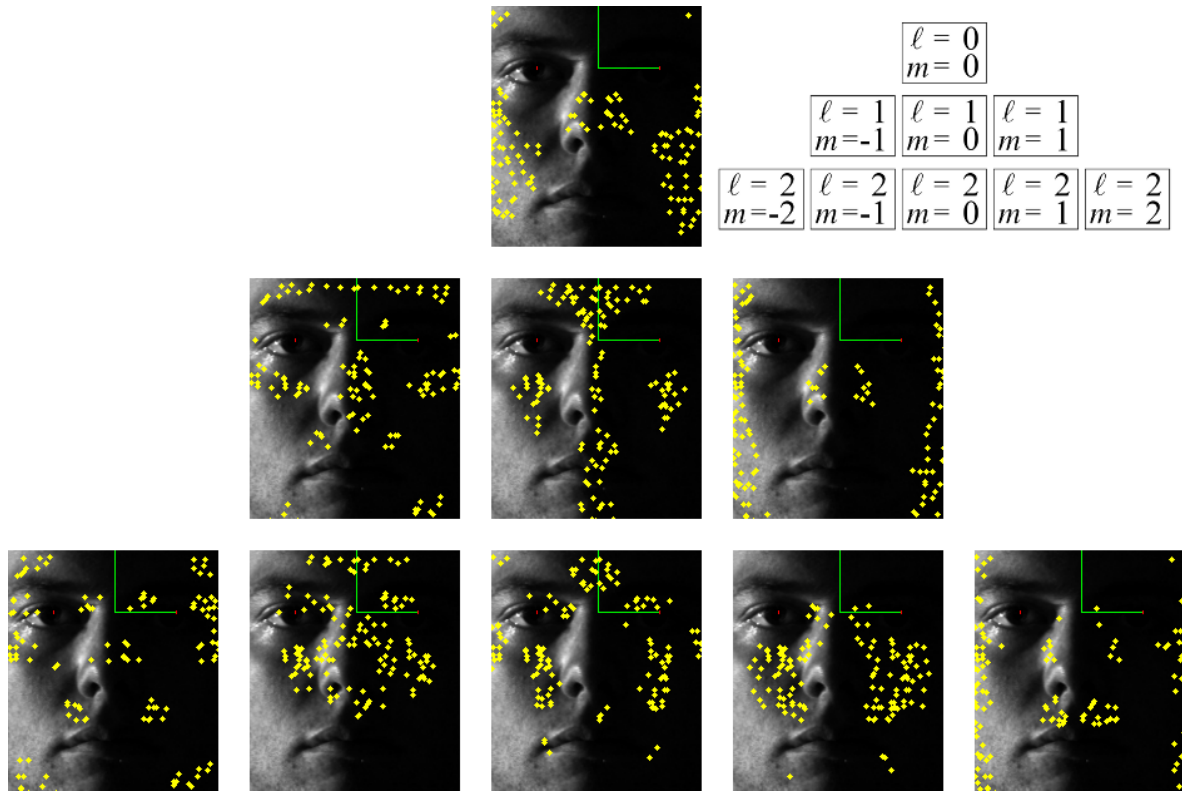 ℓ = 0
m = 0
ℓ = 1
m = -1
ℓ = 1
m = 0
ℓ = 1
m = 1
ℓ = 2
m = -2
ℓ = 2
m = -1
ℓ = 2
m = 0
ℓ = 2
m = 1
ℓ = 2
m = 2